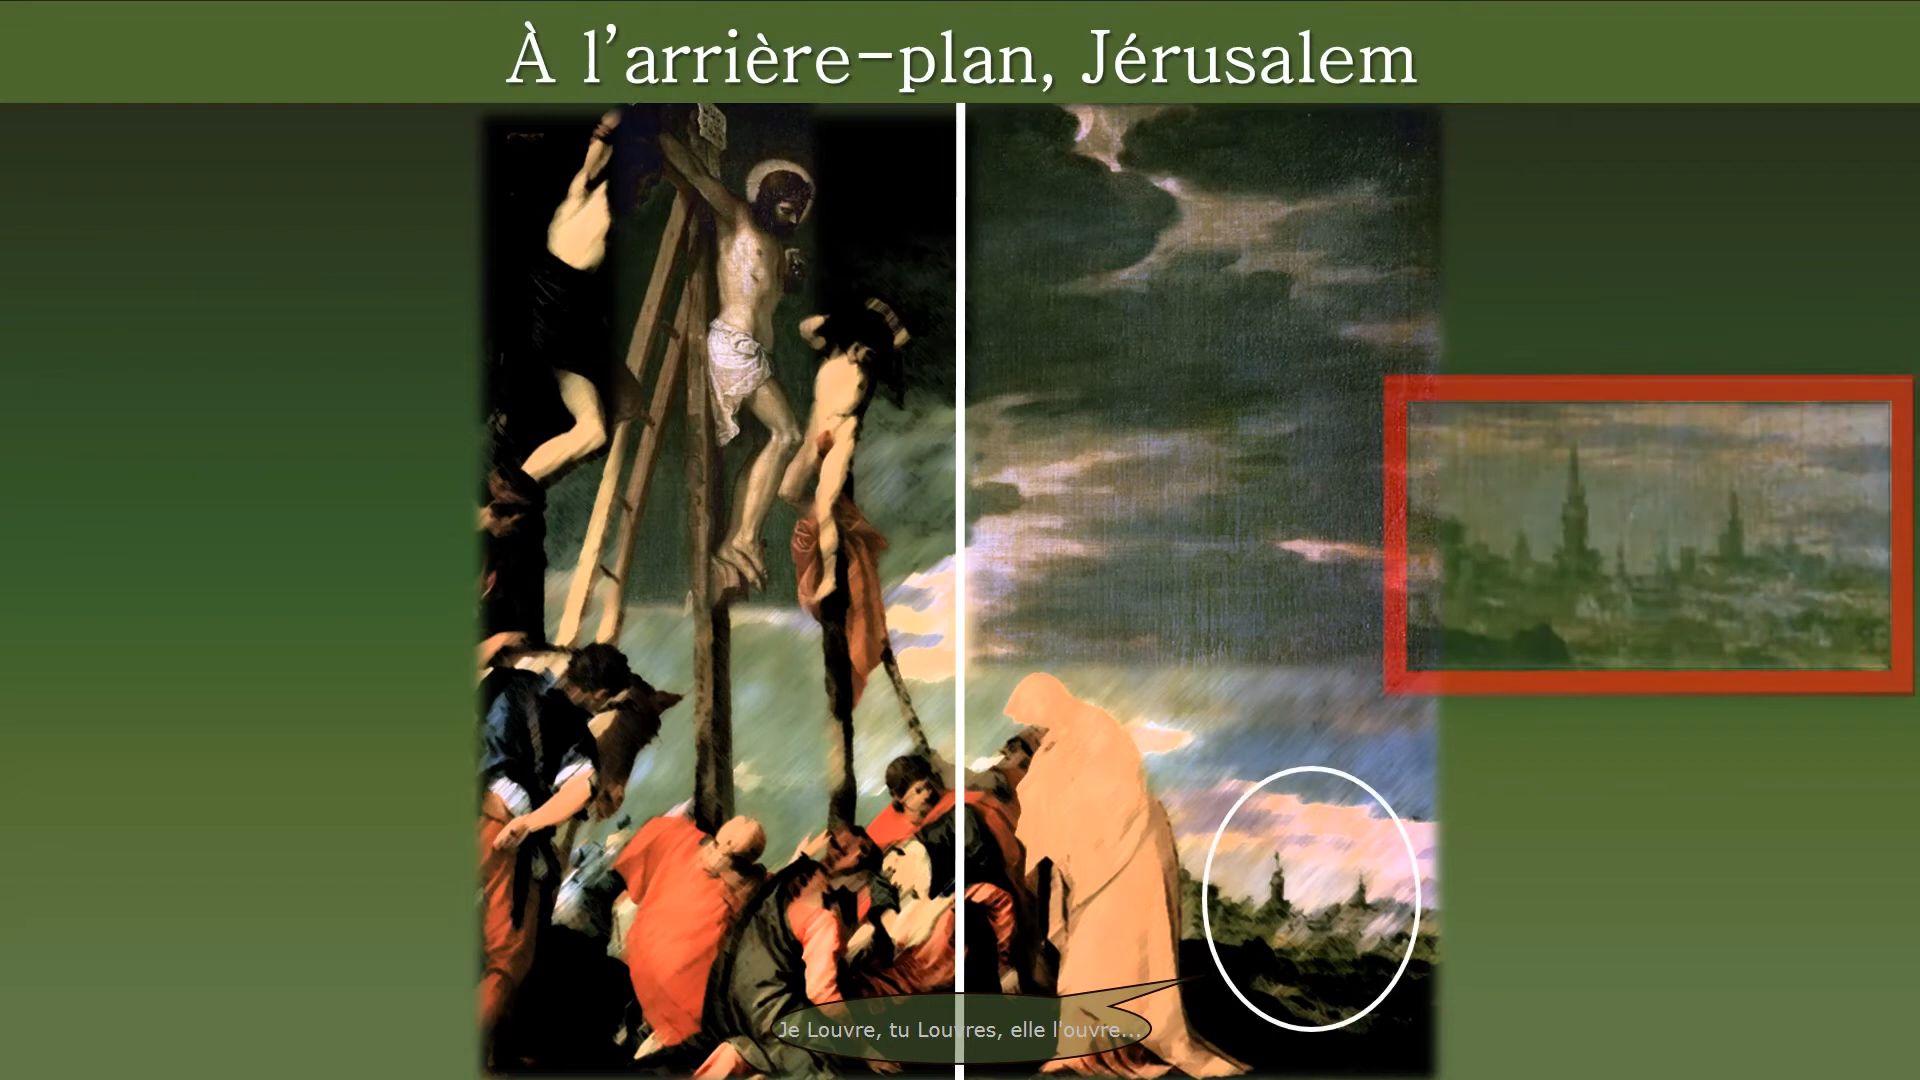 À l’arrière-plan, Jérusalem
Je Louvre, tu Louvres, elle l'ouvre...